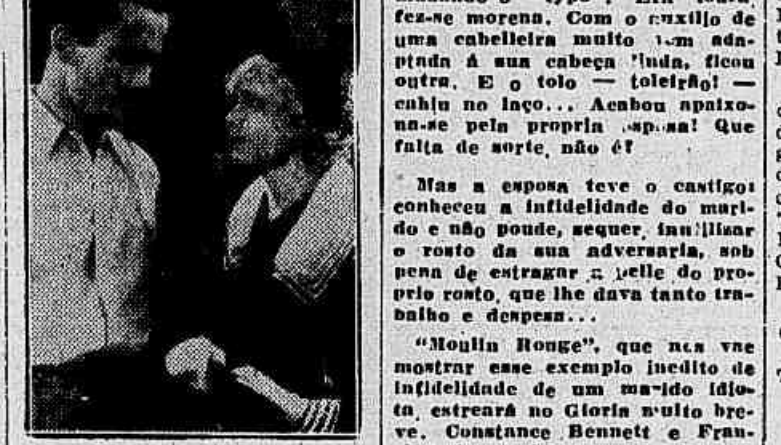 fez-se morena. Com o auxilio de
uma cabelleira muito bem ada-
ptada á sua cabeça linda, ficou
outra. E o tolo — toleirão! —
cahiu no laço... Acabou apaixo-
na-se pela propria esposa! Que
falta de sorte, não é?
Mas a esposa teve o castigo:
conheceu a infidelidade do mari-
do e não poude, sequer, inutilisar
o rosto da sua adversaria, sob
pena de estragar a pelle do pro-
prio rosto, que lhe dava tanto tra-
balho e despesa...
"Moulin Rouge", que nos vae
mostrar esse exemplo inedito de
infidelidade de um marido idio-
ta, estreará no Gloria muito bre-
ve. Constance Bennett e Fran-